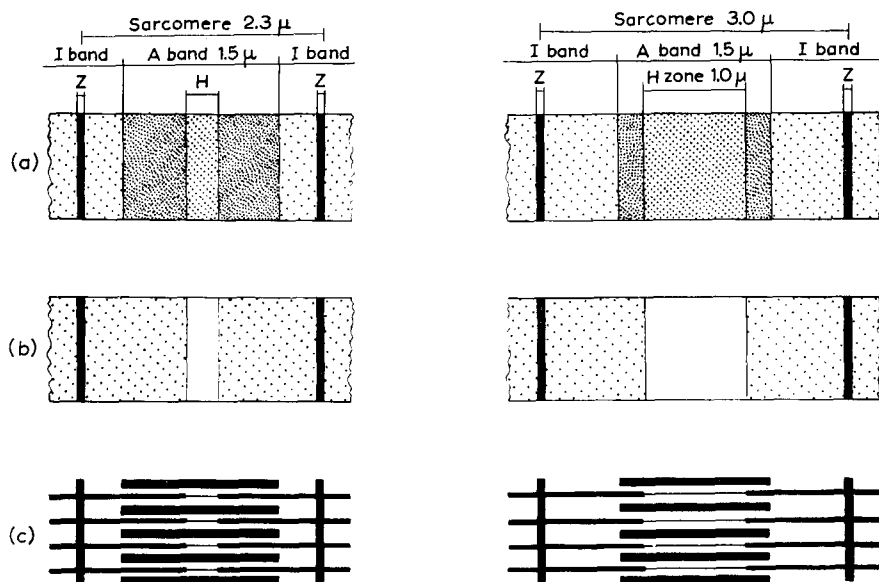 Sarcomere 2.3 μ
I band A band 1.5 μ I band
Z H Z
Sarcomere 3.0 μ
I band A band 1.5 μ I band
Z H zone 1.0 μ Z
(a)
(b)
(c)